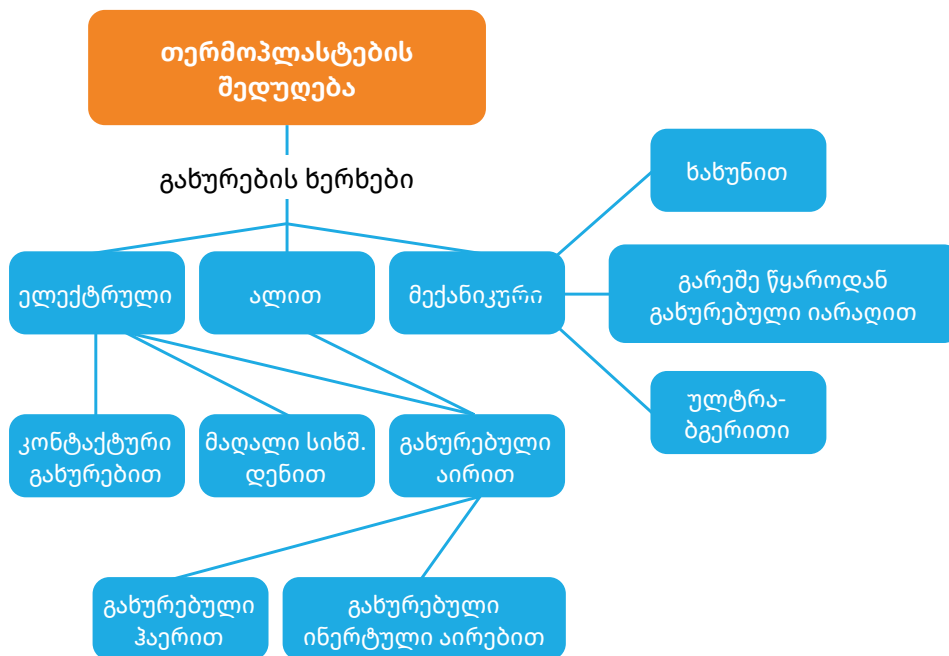 თერმოპლასტების
შედუღება
გახურების ხერხები
ხახუნით
ელექტრული
ალით
მექანიკური
გარეშე წყაროდან
გახურებული იარაღით
ულტრა-
ბგერითი
კონტაქტური
გახურებით
მაღალი სიხშ.
დენით
გახურებული
აირით
გახურებული
ჰაერით
გახურებული
ინერტული აირებით